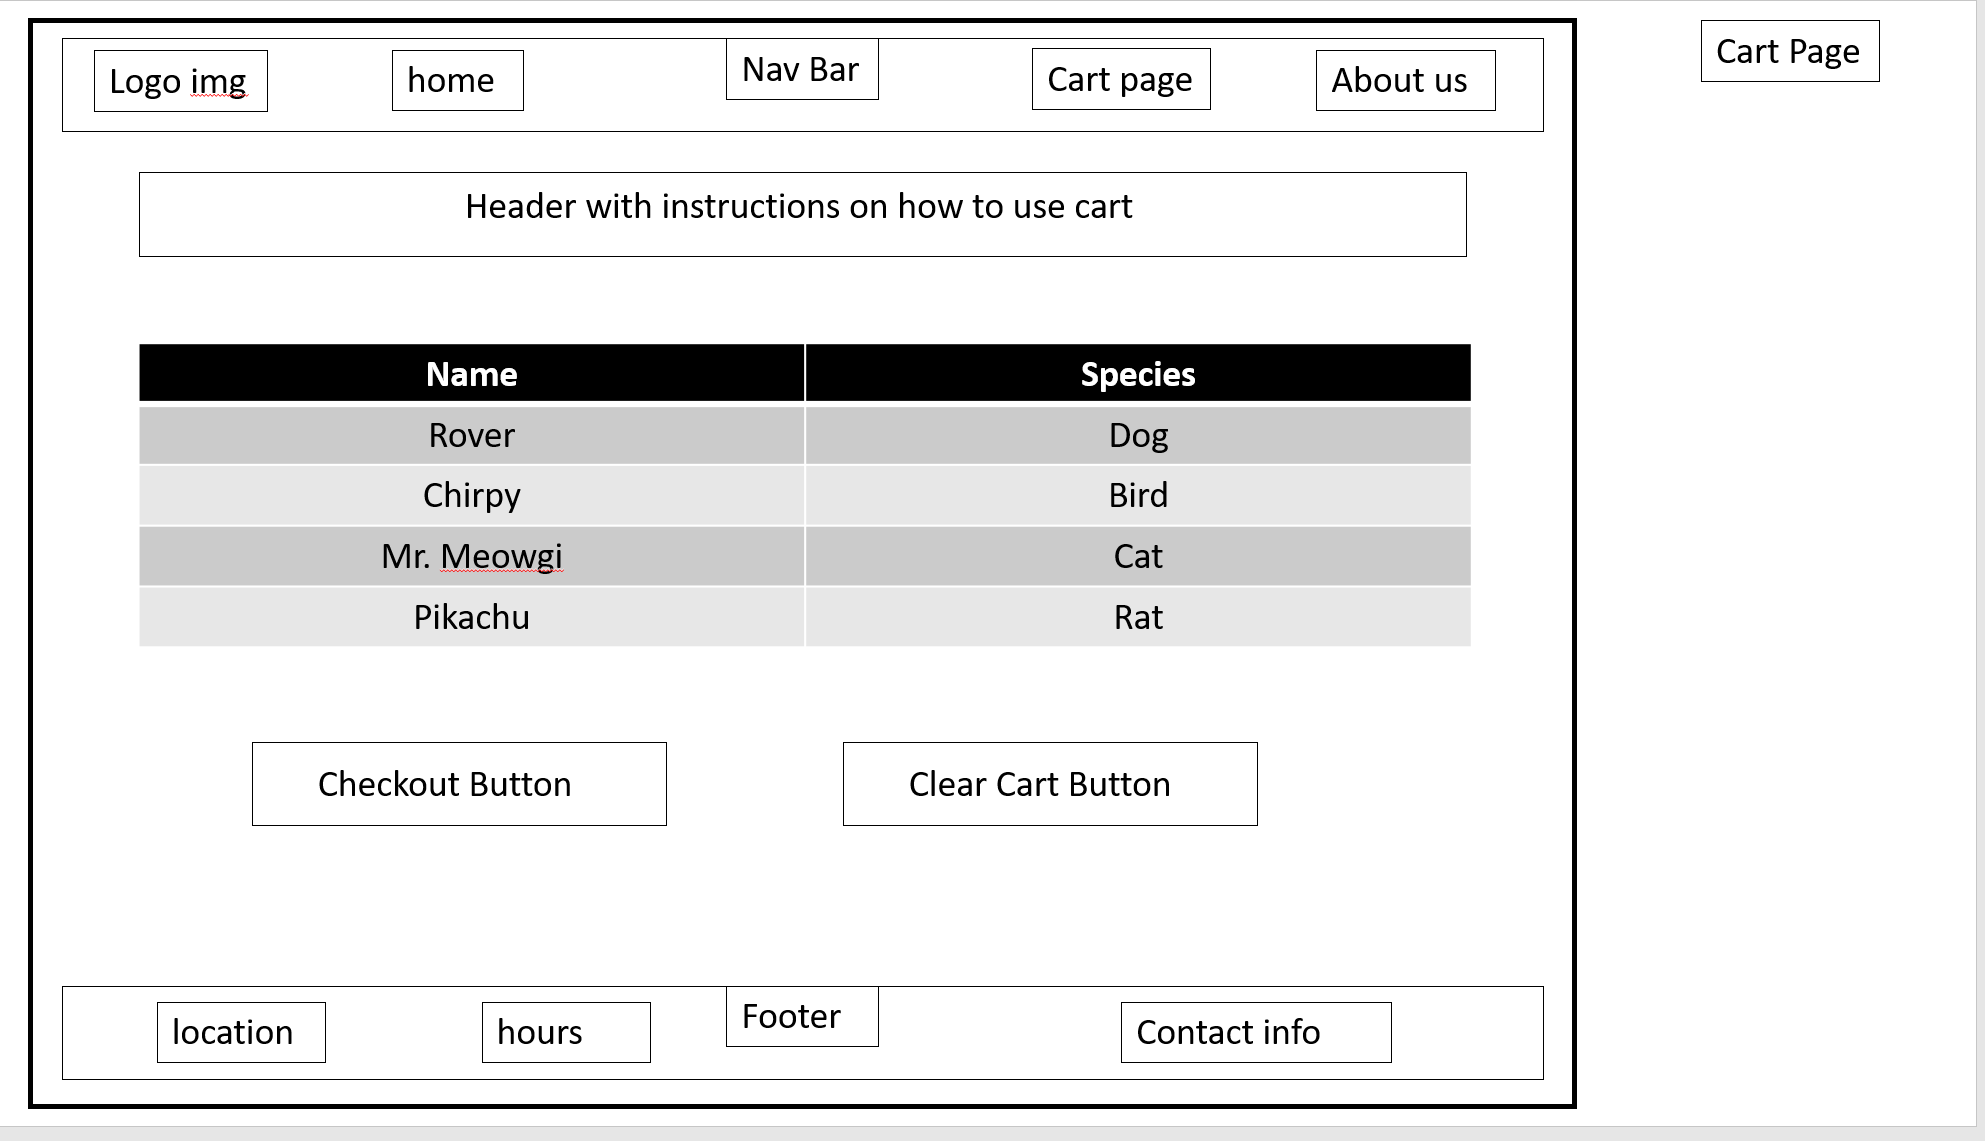 Logo img
home
Nav Bar
Cart page
About us
Cart Page
Header with instructions on how to use cart
Name Species
Rover Dog
Chirpy Bird
Mr. Meowgi Cat
Pikachu Rat
Checkout Button
Clear Cart Button
location
hours
Footer
Contact info